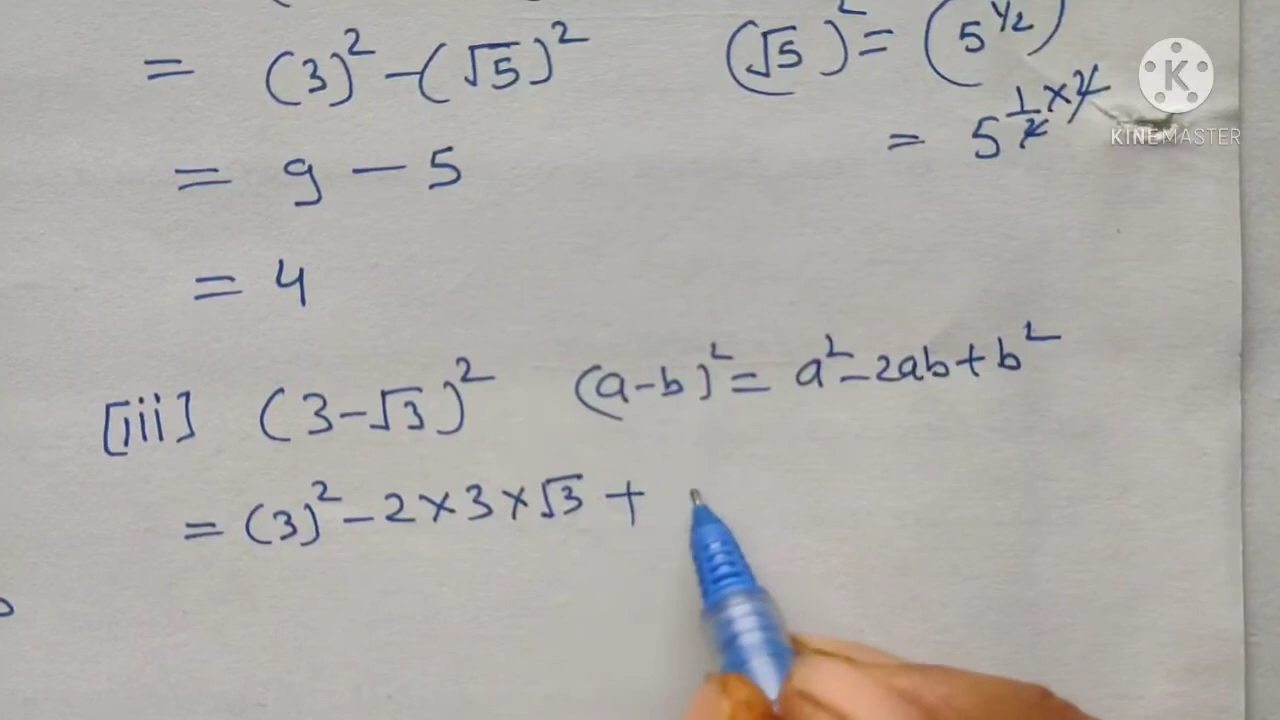 = (3)² - (√5)²
(√5)² = (5^1/2)
= 5^1/2 × 2
= 9 - 5
= 4
[iii] (3 - √3)² (a - b)² = a² - 2ab + b²
= (3)² - 2 × 3 × √3 +
K
KINEMASTER